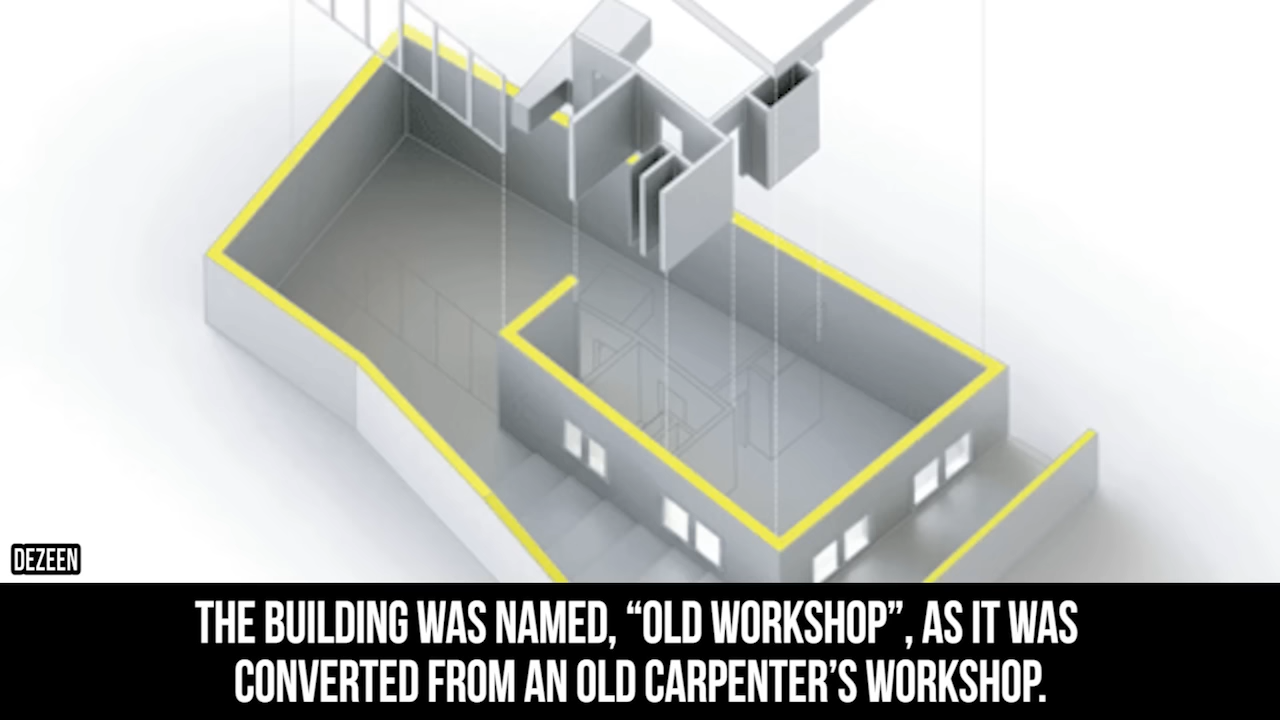 DEZEEN
THE BUILDING WAS NAMED, “OLD WORKSHOP”, AS IT WAS
CONVERTED FROM AN OLD CARPENTER’S WORKSHOP.